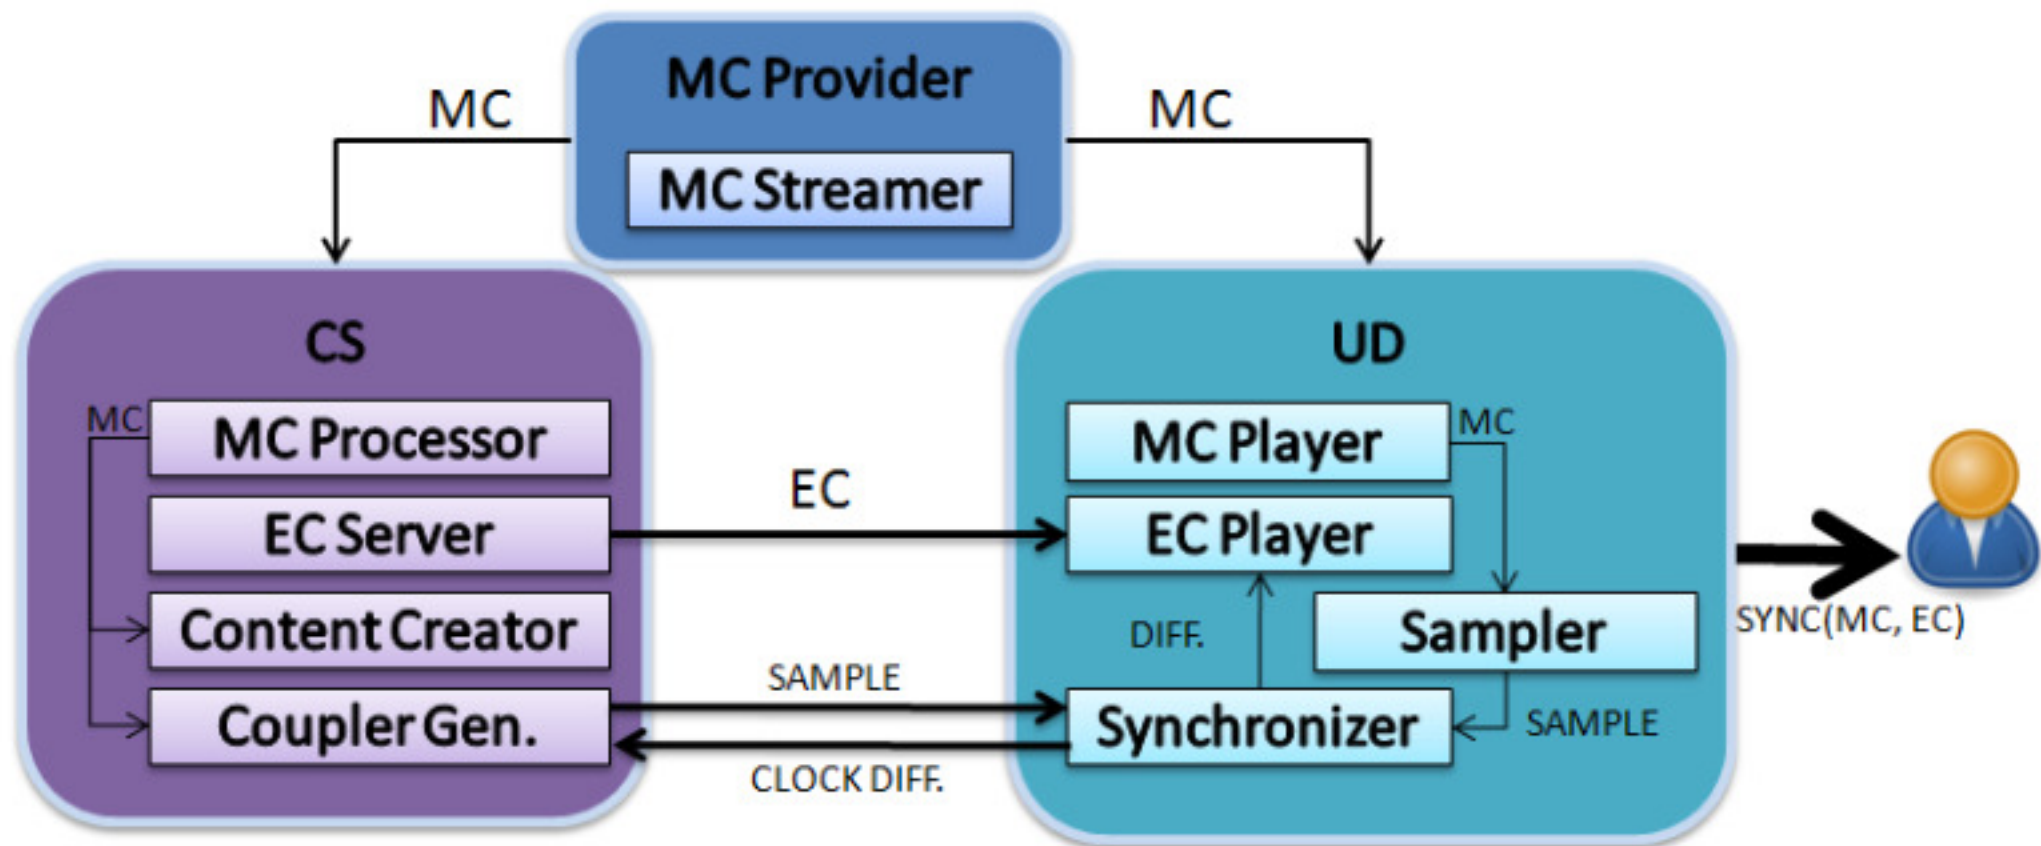 MC Provider
MC
MC
MC Streamer
CS
UD
MC
MC Processor
MC Player
MC
EC
EC Server
EC Player
Content Creator
DIFF.
Sampler
SYNC(MC, EC)
SAMPLE
Coupler Gen.
Synchronizer
SAMPLE
CLOCK DIFF.